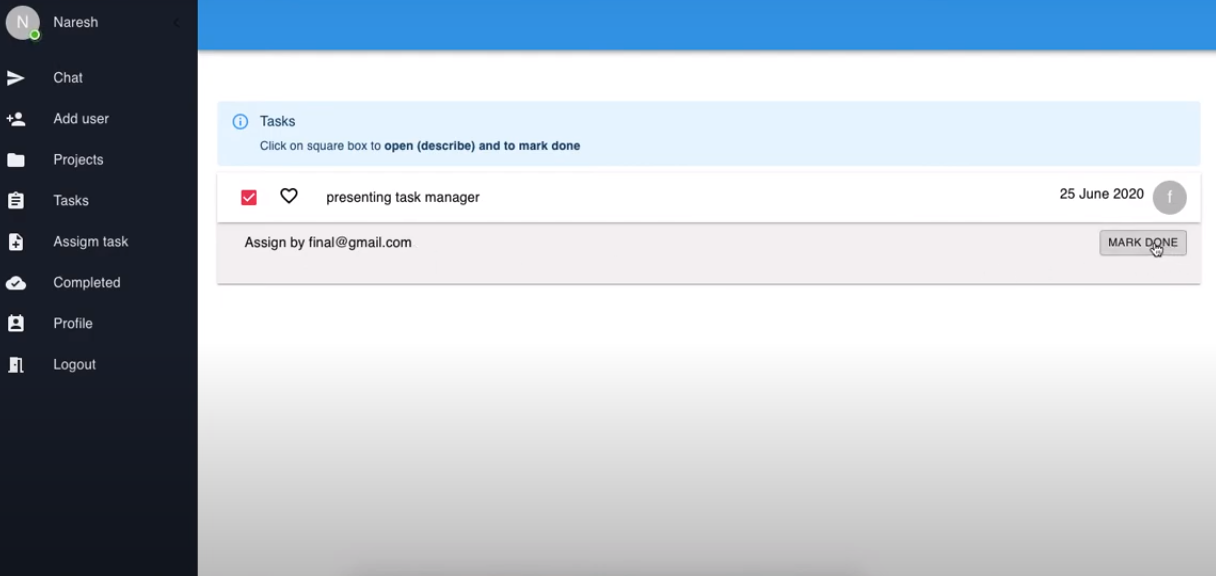 N Naresh
Chat
Add user
Projects
Tasks
Assigm task
Completed
Profile
Logout
Tasks
Click on square box to open (describe) and to mark done
presenting task manager 25 June 2020 f
Assign by final@gmail.com MARK DONE